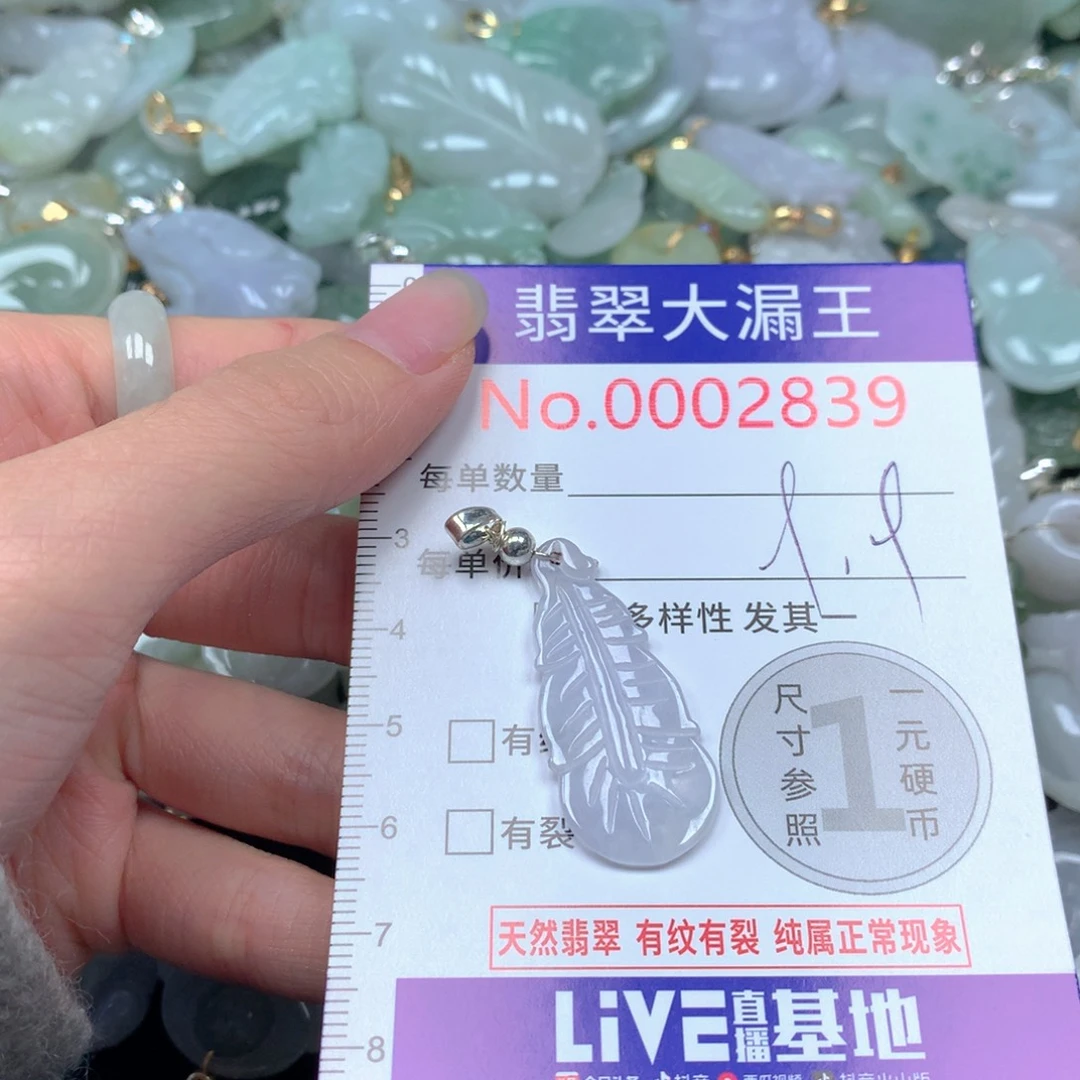 翡翠大漏王
No.0002839
每单数量
每单价
多样性 发其一
有
有裂
尺寸参照
1
一元硬币
天然翡翠 有纹有裂 纯属正常现象
LiVE直播基地
3
4
5
6
7
8